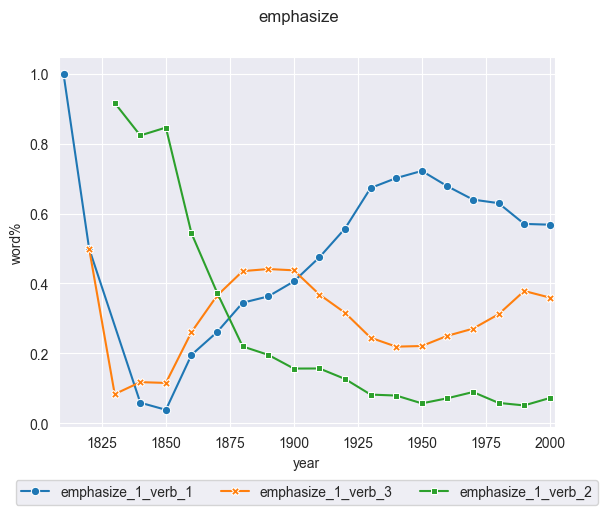 emphasize
1.0
0.8
0.6
0.4
0.2
0.0
word%
1825 1850 1875 1900 1925 1950 1975 2000
year
emphasize_1_verb_1 emphasize_1_verb_3 emphasize_1_verb_2